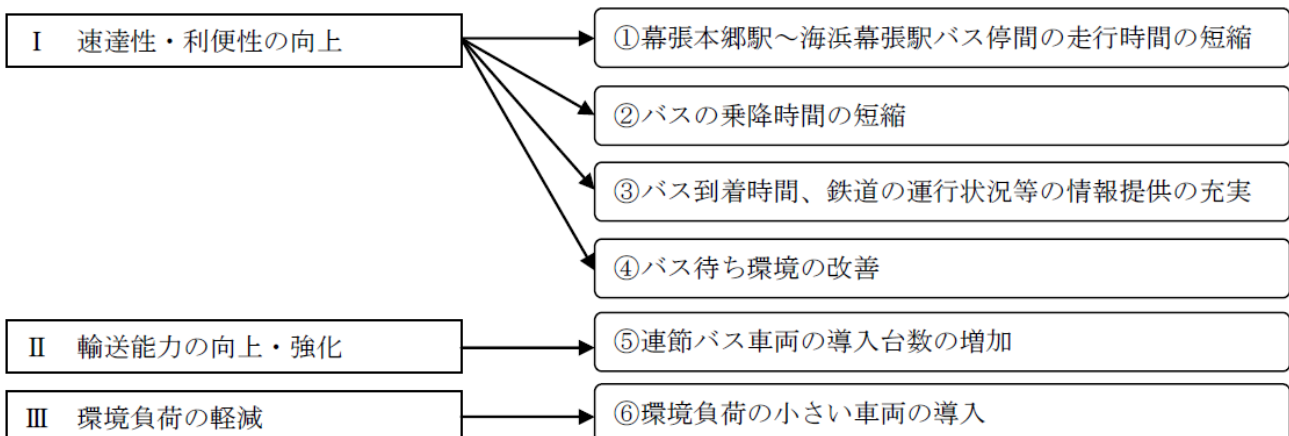 Ⅰ 速達性・利便性の向上
①幕張本郷駅～海浜幕張駅バス停間の走行時間の短縮
②バスの乗降時間の短縮
③バス到着時間、鉄道の運行状況等の情報提供の充実
④バス待ち環境の改善
Ⅱ 輸送能力の向上・強化
⑤連節バス車両の導入台数の増加
Ⅲ 環境負荷の軽減
⑥環境負荷の小さい車両の導入